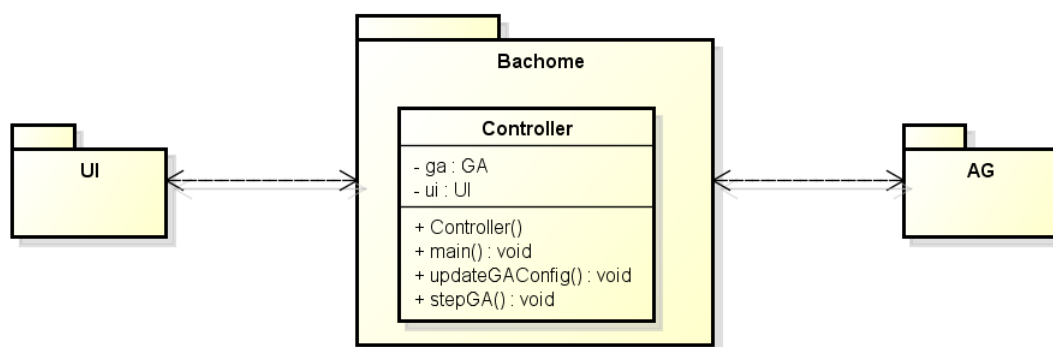 Bachome
Controller
- ga : GA
- ui : UI
+ Controller()
+ main() : void
+ updateGAConfig() : void
+ stepGA() : void
UI
AG